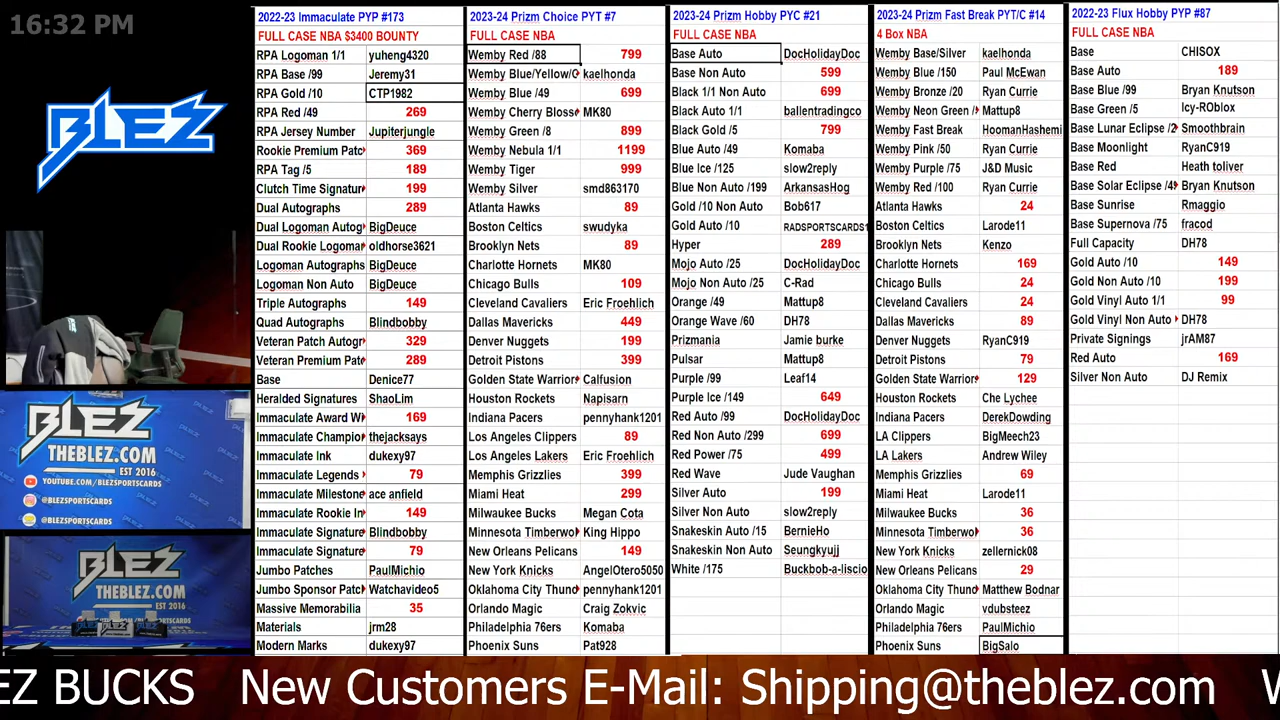 16:32 PM
BLEZ
BLEZ
THEBLEZ.COM
EST 2016
YOUTUBE.COM/BLEZSPORTSCARDS
@BLEZSPORTSCARDS
@BLEZSPORTSCARDS
BLEZ
THEBLEZ.COM
EST 2016
2022-23 Immaculate PYP #173
FULL CASE NBA $3400 BOUNTY
RPA Logoman 1/1 yuheng4320
RPA Base /99 Jeremy31
RPA Gold /10 CTP1982
RPA Red /49 269
RPA Jersey Number Jupiterjungle
Rookie Premium Patc 369
RPA Tag /5 189
Clutch Time Signatur 199
Dual Autographs 289
Dual Logoman Autog BigDeuce
Dual Rookie Logomar oldhorse3621
Logoman Autographs BigDeuce
Logoman Non Auto BigDeuce
Triple Autographs 149
Quad Autographs Blindbobby
Veteran Patch Autogr 329
Veteran Premium Pate 289
Base Denice77
Heralded Signatures ShaoLim
Immaculate Award W 169
Immaculate Champio thejacksays
Immaculate Ink dukexy97
Immaculate Legends 79
Immaculate Milestone ace anfield
Immaculate Rookie In 149
Immaculate Signature Blindbobby
Immaculate Signature 79
Jumbo Patches PaulMichio
Jumbo Sponsor Patc Watchavideo5
Massive Memorabilia 35
Materials jrm28
Modern Marks dukexy97
2023-24 Prizm Choice PYT #7
FULL CASE NBA
Wemby Red /88 799
Wemby Blue/Yellow/G kaelhonda
Wemby Blue /49 699
Wemby Cherry Bloss MK80
Wemby Green /8 899
Wemby Nebula 1/1 1199
Wemby Tiger 999
Wemby Silver smd863170
Atlanta Hawks 89
Boston Celtics swudyka
Brooklyn Nets 89
Charlotte Hornets MK80
Chicago Bulls 109
Cleveland Cavaliers Eric Froehlich
Dallas Mavericks 449
Denver Nuggets 199
Detroit Pistons 399
Golden State Warrior Calfusion
Houston Rockets Napisarn
Indiana Pacers pennyhank1201
Los Angeles Clippers 89
Los Angeles Lakers Eric Froehlich
Memphis Grizzlies 399
Miami Heat 299
Milwaukee Bucks Megan Cota
Minnesota Timberwo King Hippo
New Orleans Pelicans 149
New York Knicks AngelOtero5050
Oklahoma City Thund pennyhank1201
Orlando Magic Craig Zokvic
Philadelphia 76ers Komaba
Phoenix Suns Pat928
2023-24 Prizm Hobby PYC #21
FULL CASE NBA
Base Auto DocHolidayDoc
Base Non Auto 599
Black 1/1 Non Auto 699
Black Auto 1/1 ballentradingco
Black Gold /5 799
Blue Auto /49 Komaba
Blue Ice /125 slow2reply
Blue Non Auto /199 ArkansasHog
Gold /10 Non Auto Bob617
Gold Auto /10 RADSPORTSCARDS1
Hyper 289
Mojo Auto /25 DocHolidayDoc
Mojo Non Auto /25 C-Rad
Orange /49 Mattup8
Orange Wave /60 DH78
Prizmania Jamie burke
Pulsar Mattup8
Purple /99 Leaf14
Purple Ice /149 649
Red Auto /99 DocHolidayDoc
Red Non Auto /299 699
Red Power /75 499
Red Wave Jude Vaughan
Silver Auto 199
Silver Non Auto slow2reply
Snakeskin Auto /15 BernieHo
Snakeskin Non Auto Seungkyujj
White /175 Buckbob-a-liscio
2023-24 Prizm Fast Break PYT/C #14
4 Box NBA
Wemby Base/Silver kaelhonda
Wemby Blue /150 Paul McEwan
Wemby Bronze /20 Ryan Currie
Wemby Neon Green / Mattup8
Wemby Fast Break HoomanHashemi
Wemby Pink /50 Ryan Currie
Wemby Purple /75 J&D Music
Wemby Red /100 Ryan Currie
Atlanta Hawks 24
Boston Celtics Larode11
Brooklyn Nets Kenzo
Charlotte Hornets 169
Chicago Bulls 24
Cleveland Cavaliers 24
Dallas Mavericks 89
Denver Nuggets RyanC919
Detroit Pistons 79
Golden State Warrior 129
Houston Rockets Che Lychee
Indiana Pacers DerekDowding
LA Clippers BigMeech23
LA Lakers Andrew Wiley
Memphis Grizzlies 69
Miami Heat Larode11
Milwaukee Bucks 36
Minnesota Timberwo 36
New York Knicks zellernick08
New Orleans Pelicans 29
Oklahoma City Thun Matthew Bodnar
Orlando Magic vdubsteez
Philadelphia 76ers PaulMichio
Phoenix Suns BigSalo
2022-23 Flux Hobby PYP #87
FULL CASE NBA
Base CHISOX
Base Auto 189
Base Blue /99 Bryan Knutson
Base Green /5 Icy-ROblox
Base Lunar Eclipse /2 Smoothbrain
Base Moonlight RyanC919
Base Red Heath toliver
Base Solar Eclipse /4 Bryan Knutson
Base Sunrise Rmaggio
Base Supernova /75 fracod
Full Capacity DH78
Gold Auto /10 149
Gold Non Auto /10 199
Gold Vinyl Auto 1/1 99
Gold Vinyl Non Auto DH78
Private Signings jrAM87
Red Auto 169
Silver Non Auto DJ Remix
EZ BUCKS New Customers E-Mail: Shipping@theblez.com